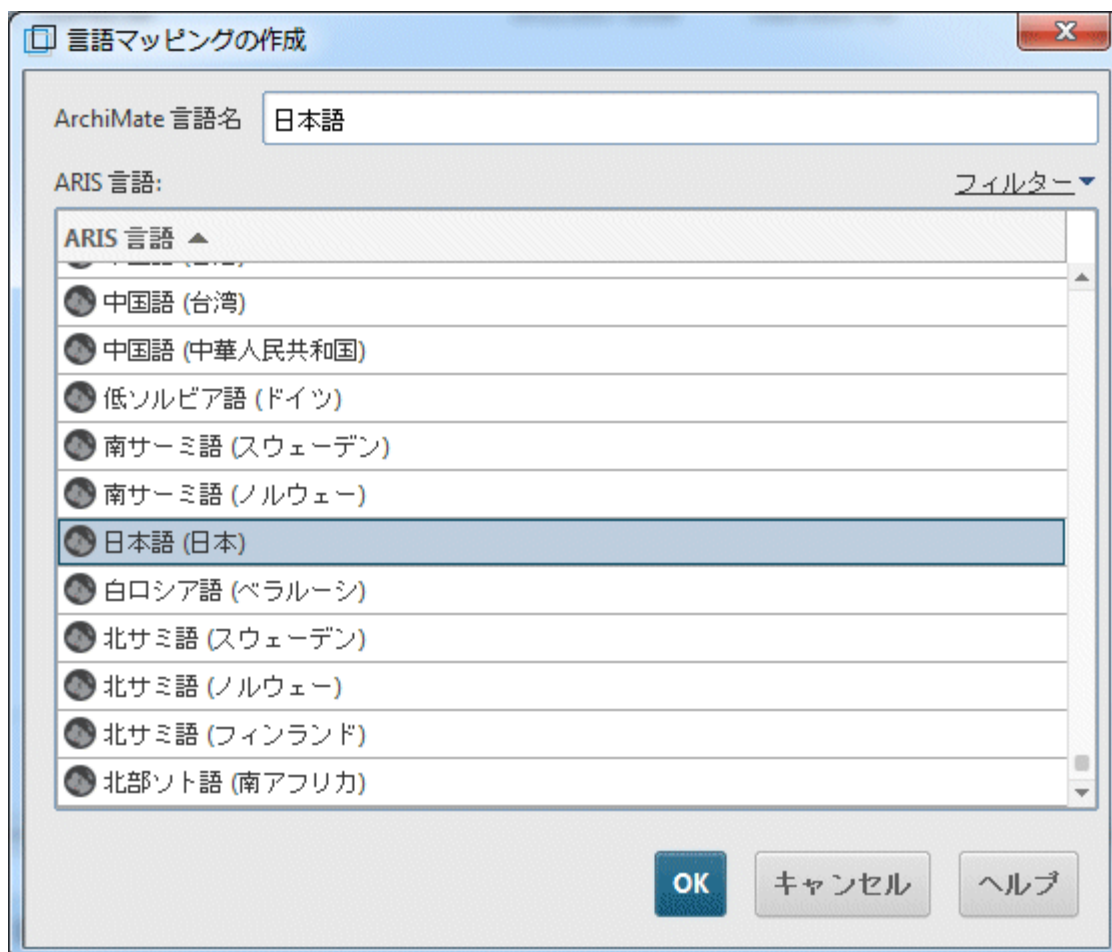 言語マッピングの作成
ArchiMate 言語名 日本語
ARIS 言語: フィルター
ARIS 言語
中国語 (台湾)
中国語 (中華人民共和国)
低ソルビア語 (ドイツ)
南サーミ語 (スウェーデン)
南サーミ語 (ノルウェー)
日本語 (日本)
白ロシア語 (ベラルーシ)
北サミ語 (スウェーデン)
北サミ語 (ノルウェー)
北サミ語 (フィンランド)
北部ソト語 (南アフリカ)
OK キャンセル ヘルプ